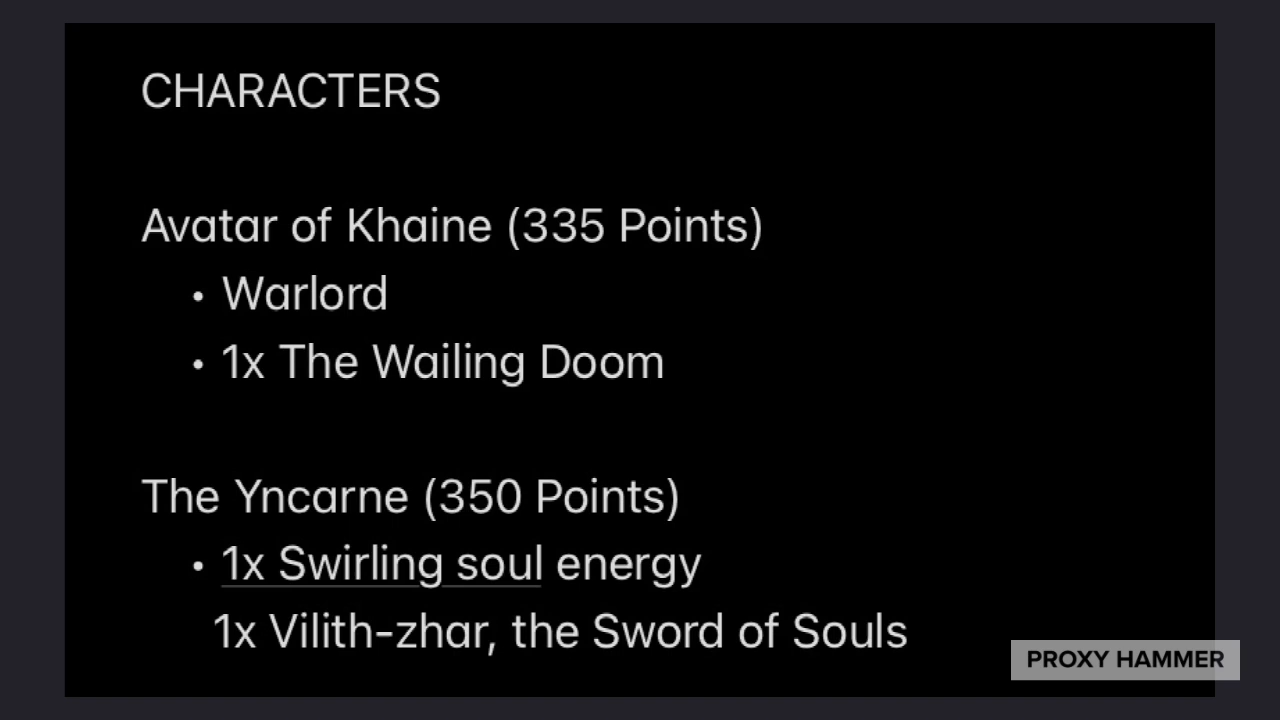 CHARACTERS
Avatar of Khaine (335 Points)
• Warlord
• 1x The Wailing Doom
The Yncarne (350 Points)
• 1x Swirling soul energy
1x Vilith-zhar, the Sword of Souls
PROXY HAMMER